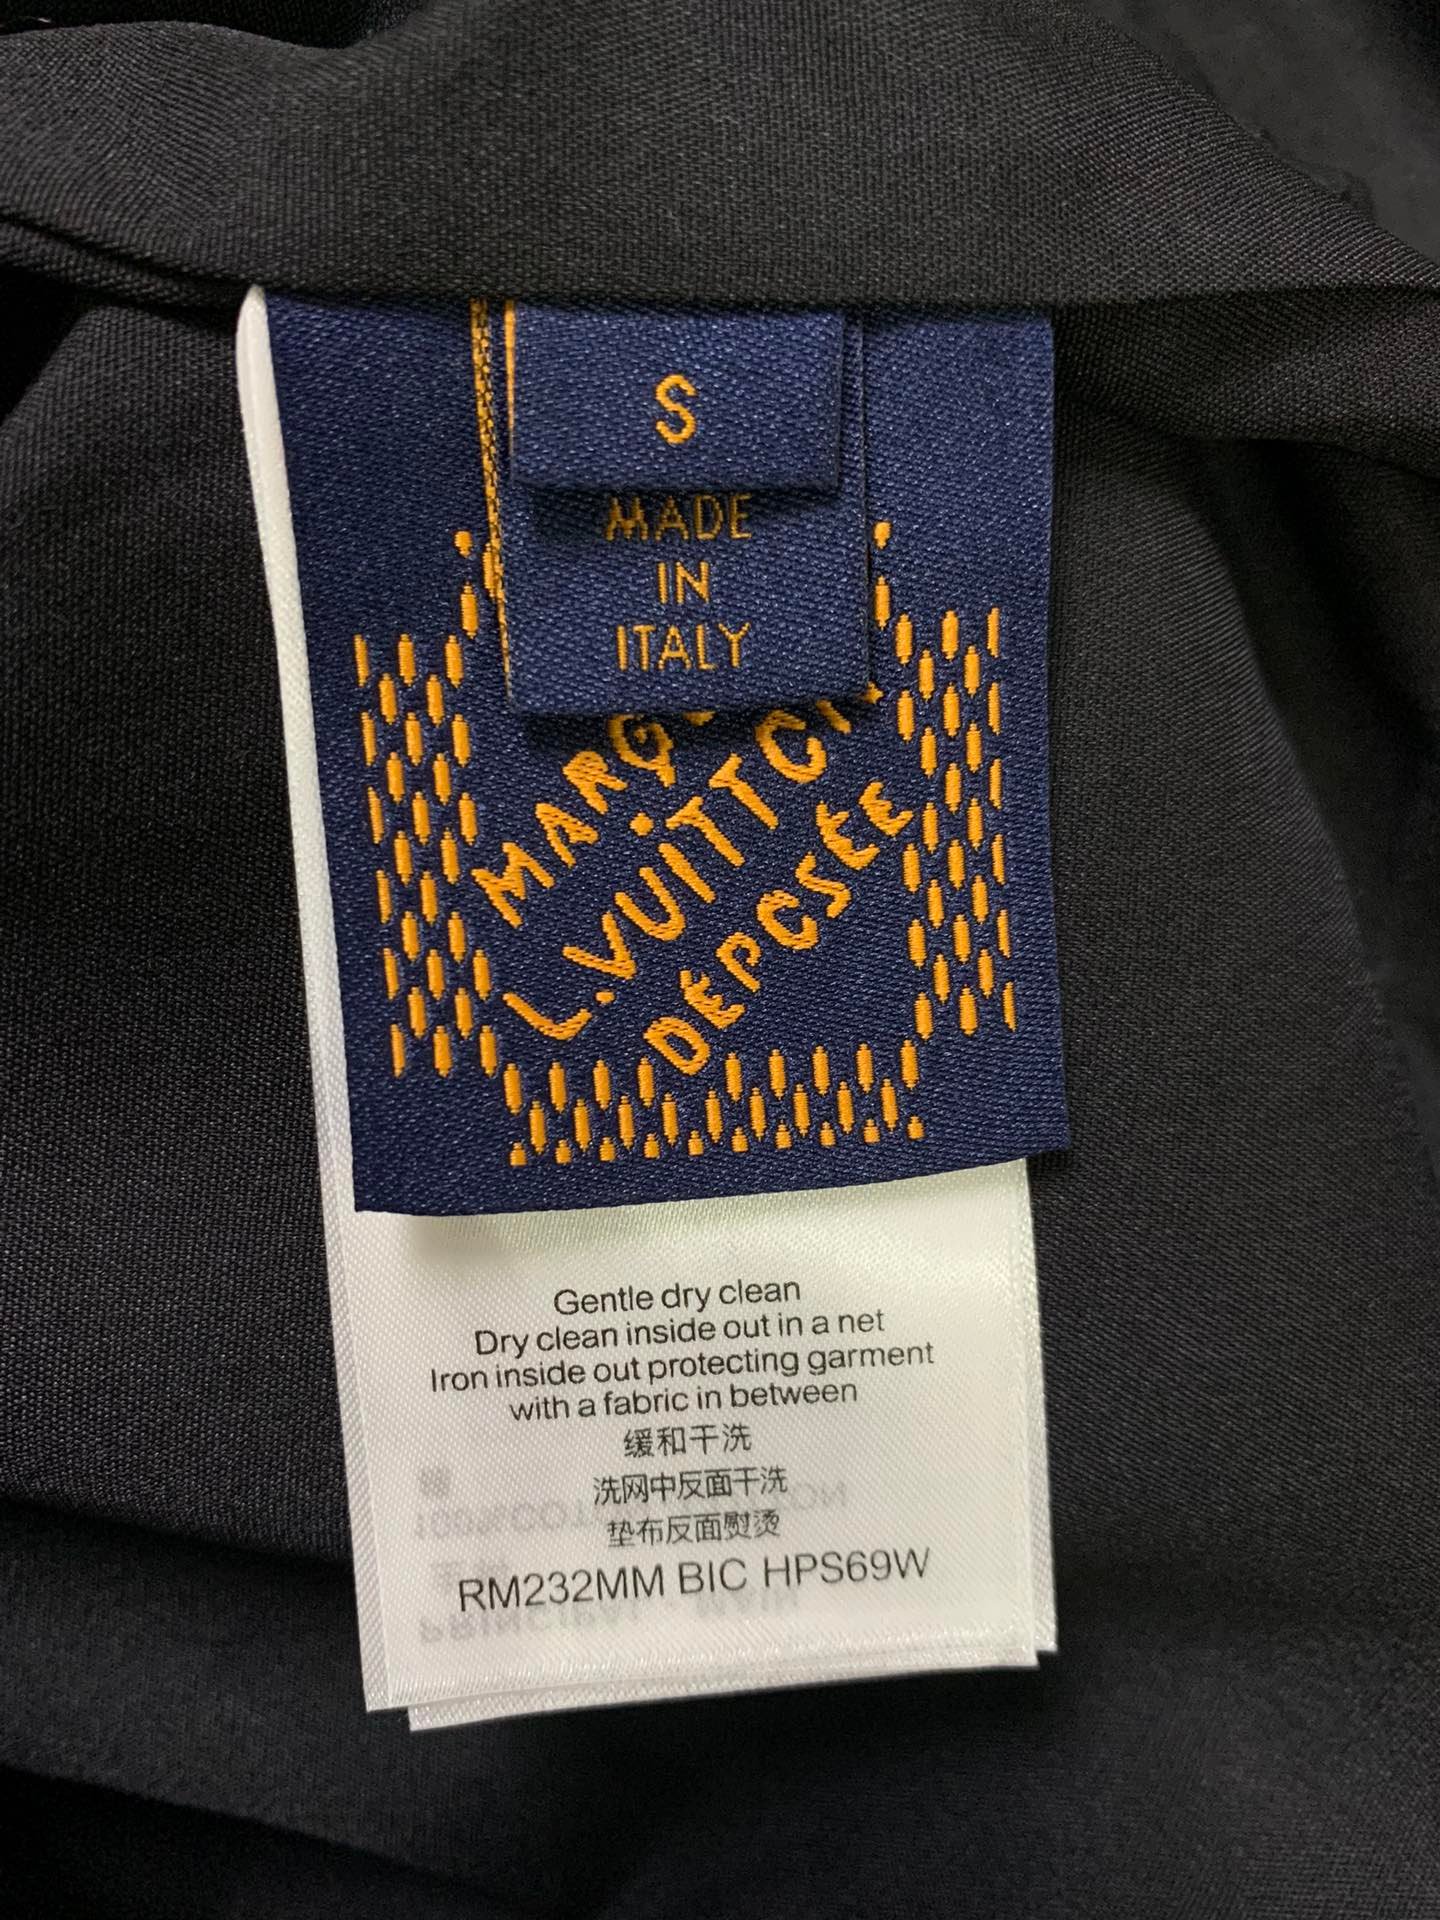 S
MADE
IN
ITALY
L.VUiTTON
DÉPOSÉE
Gentle dry clean
Dry clean inside out in a net
Iron inside out protecting garment
with a fabric in between
缓和干洗
洗网中反面干洗
垫布反面熨烫
RM232MM BIC HPS69W